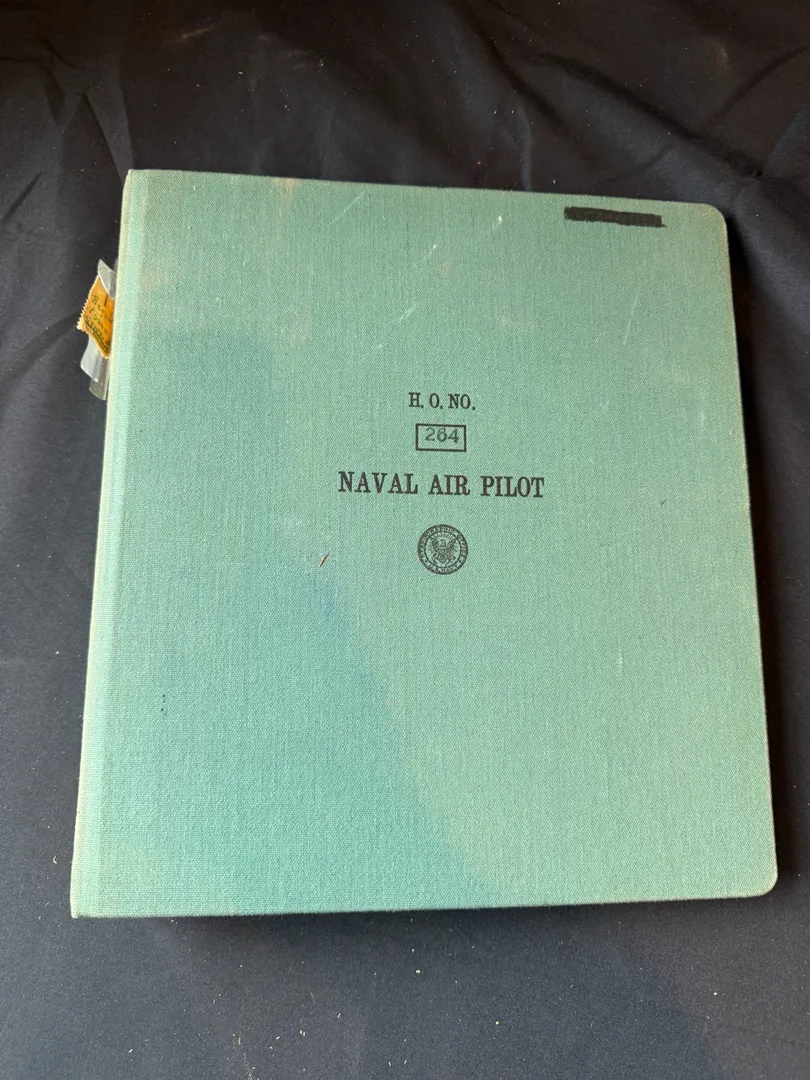 H. O. NO.
264
NAVAL AIR PILOT